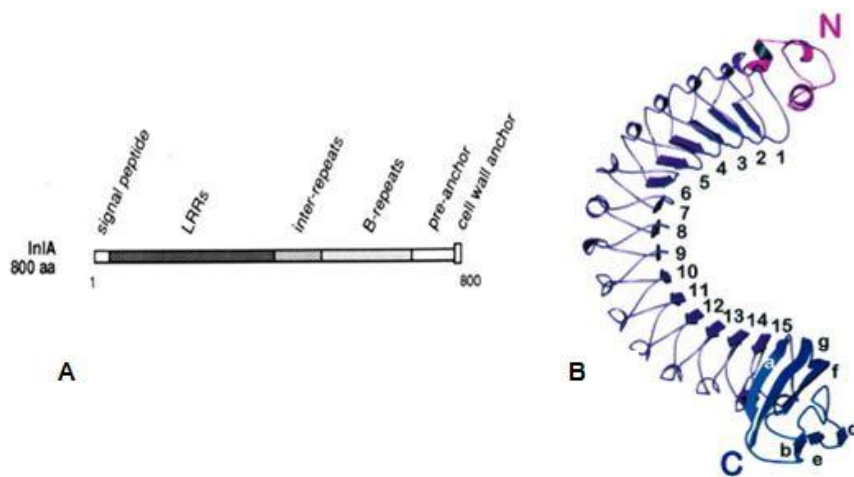 signal peptide
LRRs
inter-repeats
B-repeats
pre-anchor
cell wall anchor
InlA
800 aa
1
800
A
N
1
2
3
4
5
6
7
8
9
10
11
12
13
14
15
g
a
f
d
b
e
C
B